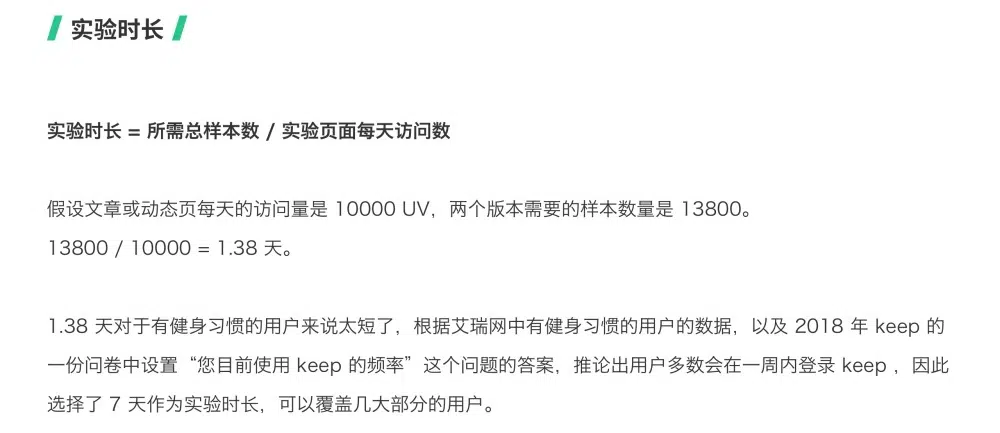 实验时长
实验时长 = 所需总样本数 / 实验页面每天访问数
假设文章或动态页每天的访问量是 10000 UV，两个版本需要的样本数量是 13800。
13800 / 10000 = 1.38 天。
1.38 天对于有健身习惯的用户来说太短了，根据艾瑞网中有健身习惯的用户的数据，以及 2018 年 keep 的
一份问卷中设置“您目前使用 keep 的频率”这个问题的答案，推论出用户多数会在一周内登录 keep ，因此
选择了 7 天作为实验时长，可以覆盖几大部分的用户。